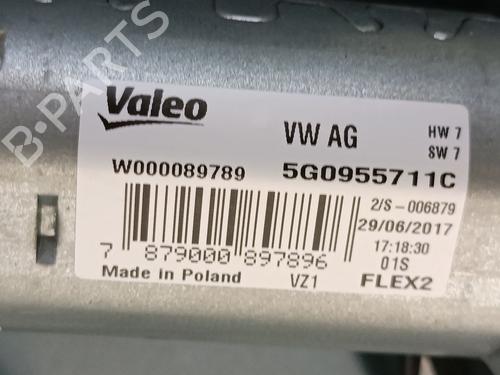 B-PARTS
Valeo
VW AG
HW 7
SW 7
W000089789
5G0955711C
2/S-006879
29/06/2017
17:18:30
7 879000 897896
01S
Made in Poland
VZ1
FLEX2